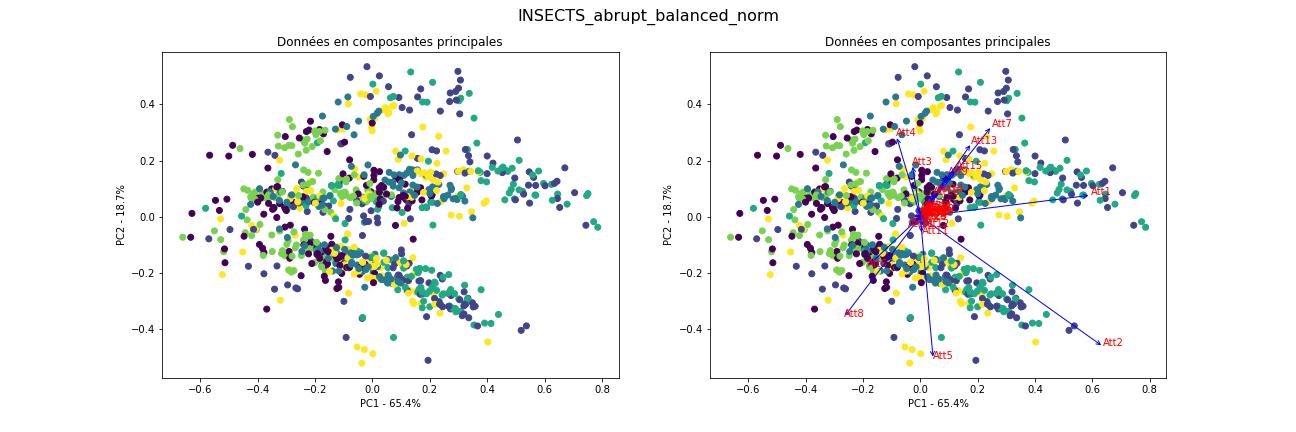 INSECTS_abrupt_balanced_norm
Données en composantes principales
Données en composantes principales
0.4
0.2
0.0
−0.2
−0.4
PC2 - 18.7%
−0.6
−0.4
−0.2
0.0
0.2
0.4
0.6
0.8
PC1 - 65.4%
0.4
0.2
0.0
−0.2
−0.4
PC2 - 18.7%
Att7
Att4
Att13
Att3
Att1
Att11
Att8
Att2
Att5
−0.6
−0.4
−0.2
0.0
0.2
0.4
0.6
0.8
PC1 - 65.4%